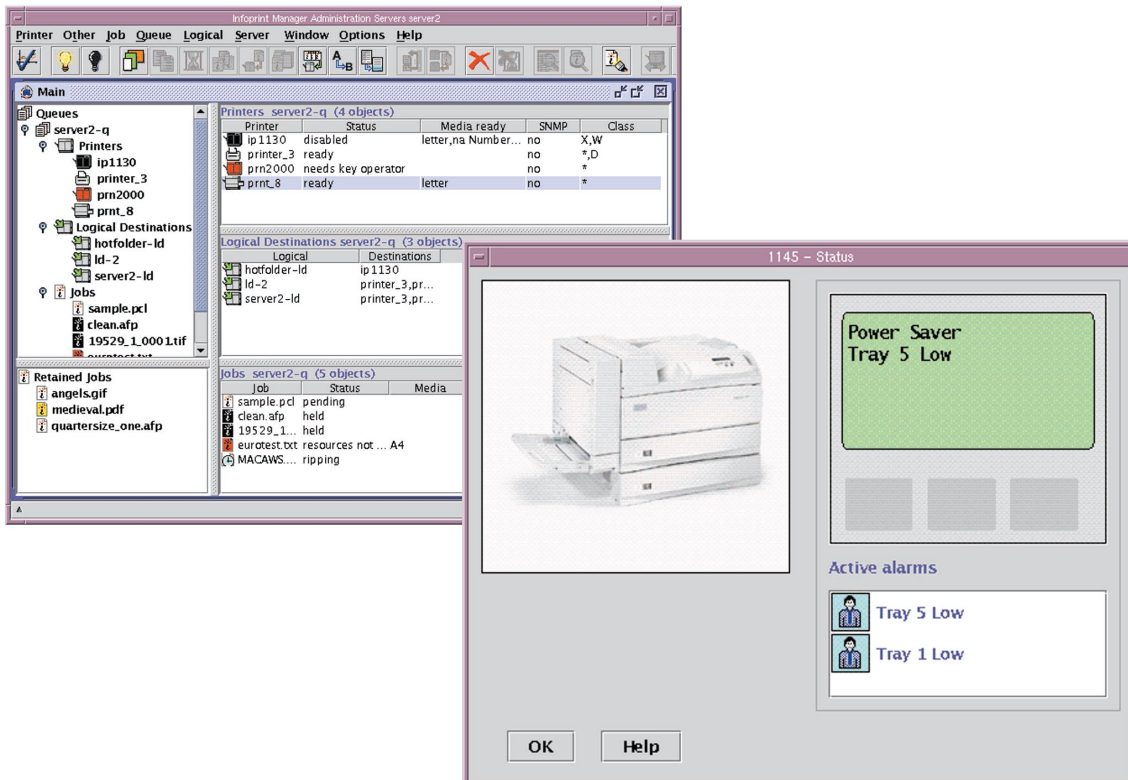 Infoprint Manager Administration Servers server2
Printer Other Job Queue Logical Server Window Options Help
Main
Queues
server2-q
Printers
ip1130
printer_3
prn2000
prnt_8
Logical Destinations
hotfolder-ld
ld-2
server2-ld
Jobs
sample.pcl
clean.afp
19529_1_0001.tif
eurotest.txt
Retained Jobs
angels.gif
medieval.pdf
quartersize_one.afp
Printers server2-q (4 objects)
Printer Status Media ready SNMP Class
ip1130 disabled letter,na Number... no X,W
printer_3 ready no *,D
prn2000 needs key operator no *
prnt_8 ready letter no *
Logical Destinations server2-q (3 objects)
Logical Destinations
hotfolder-ld ip1130
ld-2 printer_3,pr...
server2-ld printer_3,pr...
Jobs server2-q (5 objects)
Job Status Media
sample.pcl pending
clean.afp held
19529_1... held
eurotest.txt resources not ... A4
MACAWS.... ripping
1145 - Status
Power Saver
Tray 5 Low
Active alarms
Tray 5 Low
Tray 1 Low
OK Help